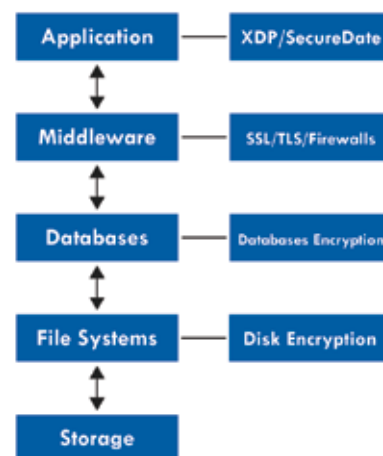 Application
XDP/SecureDate
Middleware
SSL/TLS/Firewalls
Databases
Databases Encryption
File Systems
Disk Encryption
Storage